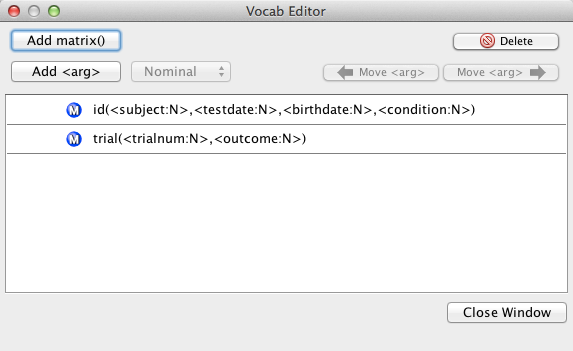 Vocab Editor
Add matrix()
Delete
Add <arg>
Nominal
Move <arg>
Move <arg>
M id(<subject:N>,<testdate:N>,<birthdate:N>,<condition:N>)
M trial(<trialnum:N>,<outcome:N>)
Close Window